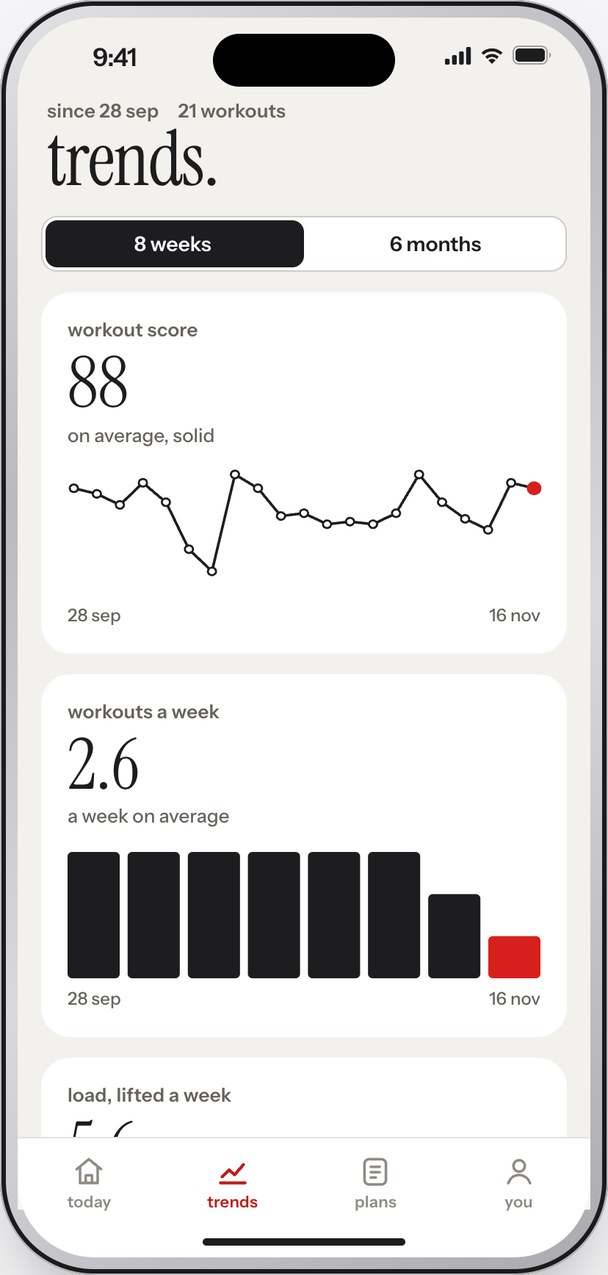 9:41
since 28 sep 21 workouts
trends.
8 weeks 6 months
workout score
88
on average, solid
28 sep 16 nov
workouts a week
2.6
a week on average
28 sep 16 nov
load, lifted a week
today trends plans you